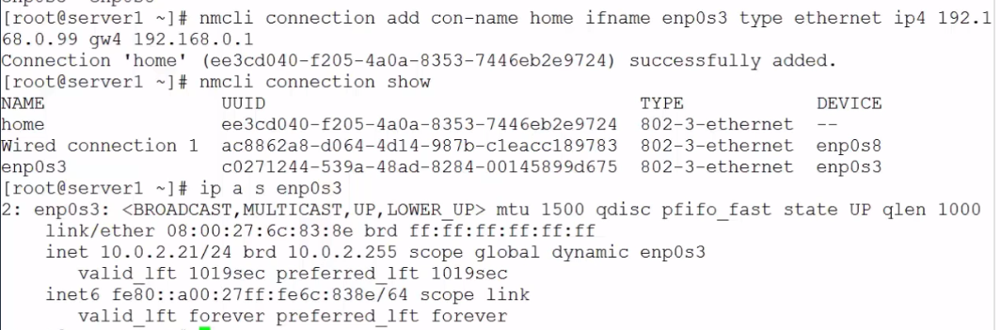 [root@server1 ~]# nmcli connection add con-name home ifname enp0s3 type ethernet ip4 192.1
68.0.99 gw4 192.168.0.1
Connection 'home' (ee3cd040-f205-4a0a-8353-7446eb2e9724) successfully added.
[root@server1 ~]# nmcli connection show
NAME                UUID                                  TYPE            DEVICE
home                ee3cd040-f205-4a0a-8353-7446eb2e9724  802-3-ethernet  --
Wired connection 1  ac8862a8-d064-4d14-987b-c1eacc189783  802-3-ethernet  enp0s8
enp0s3              c0271244-539a-48ad-8284-00145899d675  802-3-ethernet  enp0s3
[root@server1 ~]# ip a s enp0s3
2: enp0s3: <BROADCAST,MULTICAST,UP,LOWER_UP> mtu 1500 qdisc pfifo_fast state UP qlen 1000
    link/ether 08:00:27:6c:83:8e brd ff:ff:ff:ff:ff:ff
    inet 10.0.2.21/24 brd 10.0.2.255 scope global dynamic enp0s3
       valid_lft 1019sec preferred_lft 1019sec
    inet6 fe80::a00:27ff:fe6c:838e/64 scope link
       valid_lft forever preferred_lft forever